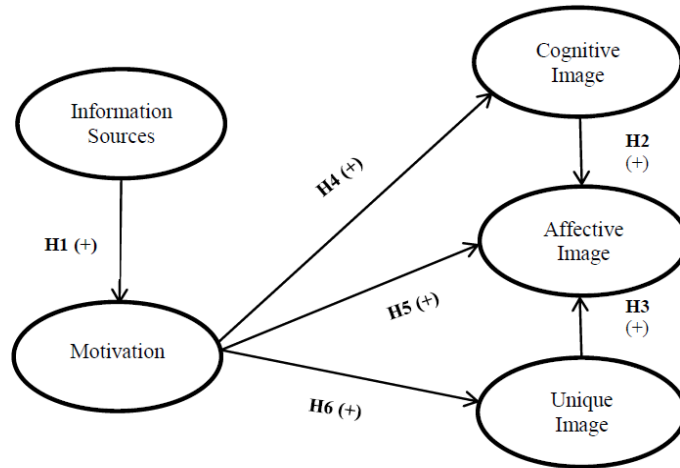 Cognitive
Image
Information
Sources
H2
(+)
H4 (+)
H1 (+)
Affective
Image
H5 (+)
H3
(+)
Motivation
H6 (+)
Unique
Image